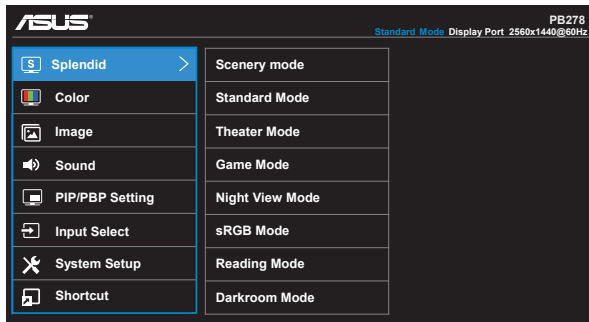 ASUS
PB278
Standard Mode Display Port 2560x1440@60Hz
S Splendid
Color
Image
Sound
PIP/PBP Setting
Input Select
System Setup
Shortcut
Scenery mode
Standard Mode
Theater Mode
Game Mode
Night View Mode
sRGB Mode
Reading Mode
Darkroom Mode